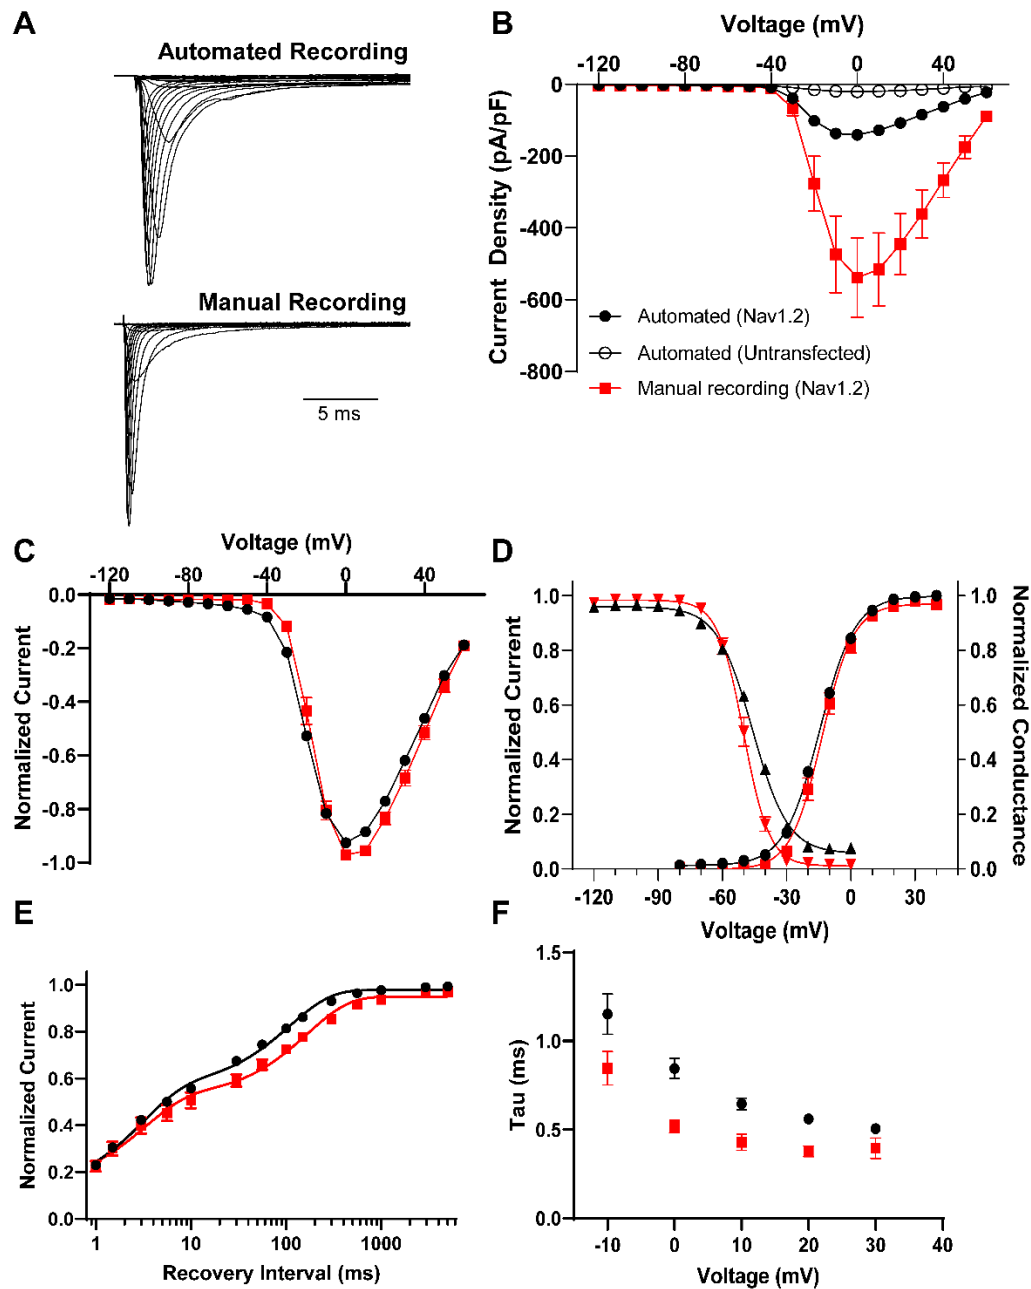 A
Automated Recording
Manual Recording
5 ms
B
Voltage (mV)
-120 -80 -40 0 40
0
-200
-400
-600
-800
Current Density (pA/pF)
Automated (Nav1.2)
Automated (Untransfected)
Manual recording (Nav1.2)
C
Voltage (mV)
-120 -80 -40 0 40
0.0
-0.2
-0.4
-0.6
-0.8
-1.0
Normalized Current
D
1.0
0.8
0.6
0.4
0.2
0.0
Normalized Current
1.0
0.8
0.6
0.4
0.2
0.0
Normalized Conductance
-120 -90 -60 -30 0 30
Voltage (mV)
E
1.0
0.8
0.6
0.4
0.2
0.0
Normalized Current
1 10 100 1000
Recovery Interval (ms)
F
1.5
1.0
0.5
0.0
Tau (ms)
-10 0 10 20 30 40
Voltage (mV)